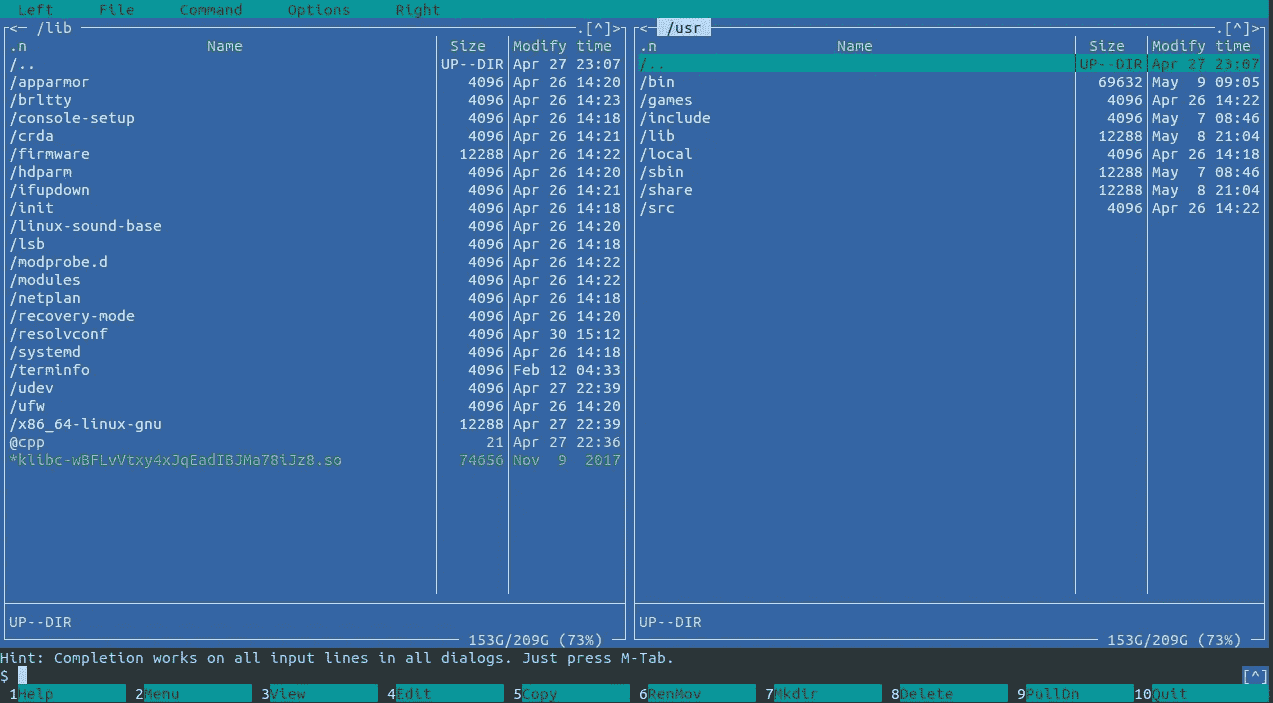 Left File Command Options Right
<─ /lib .[^]>
.n Name Size Modify time
/.. UP--DIR Apr 27 23:07
/apparmor 4096 Apr 26 14:20
/brltty 4096 Apr 26 14:23
/console-setup 4096 Apr 26 14:18
/crda 4096 Apr 26 14:21
/firmware 12288 Apr 26 14:22
/hdparm 4096 Apr 26 14:20
/ifupdown 4096 Apr 26 14:21
/init 4096 Apr 26 14:18
/linux-sound-base 4096 Apr 26 14:20
/lsb 4096 Apr 26 14:18
/modprobe.d 4096 Apr 26 14:22
/modules 4096 Apr 26 14:22
/netplan 4096 Apr 26 14:18
/recovery-mode 4096 Apr 26 14:20
/resolvconf 4096 Apr 30 15:12
/systemd 4096 Apr 26 14:18
/terminfo 4096 Feb 12 04:33
/udev 4096 Apr 27 22:39
/ufw 4096 Apr 26 14:20
/x86_64-linux-gnu 12288 Apr 27 22:39
@cpp 21 Apr 27 22:36
*klibc-wBFLvVtxy4xJqEadIBJMa78iJz8.so 74656 Nov 9 2017
UP--DIR
153G/209G (73%)
<─ /usr .[^]>
.n Name Size Modify time
/.. UP--DIR Apr 27 23:07
/bin 69632 May 9 09:05
/games 4096 Apr 26 14:22
/include 4096 May 7 08:46
/lib 12288 May 8 21:04
/local 4096 Apr 26 14:18
/sbin 12288 May 7 08:46
/share 12288 May 8 21:04
/src 4096 Apr 26 14:22
UP--DIR
153G/209G (73%)
Hint: Completion works on all input lines in all dialogs. Just press M-Tab.
$ [^]
1Help 2Menu 3View 4Edit 5Copy 6RenMov 7Mkdir 8Delete 9PullDn 10Quit